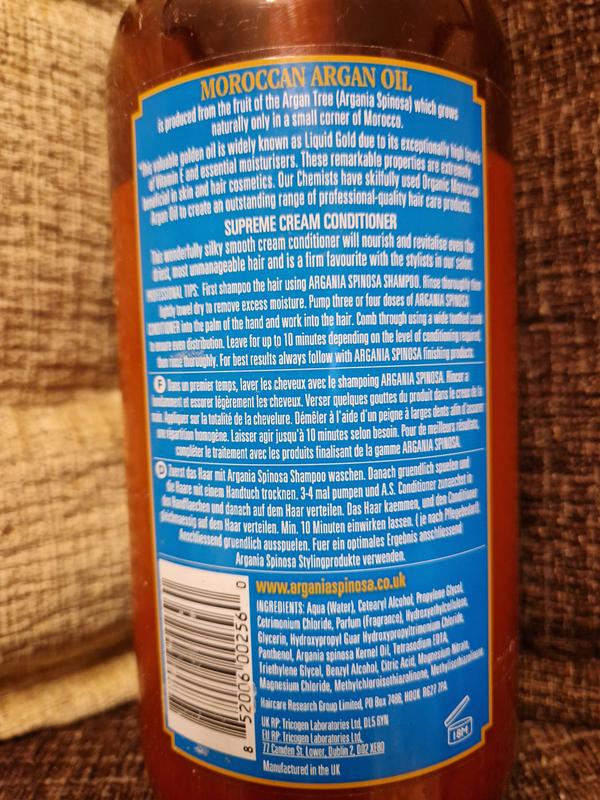 MOROCCAN ARGAN OIL
is produced from the fruit of the Argan Tree (Argania Spinosa) which grows
naturally only in a small corner of Morocco.
"This valuable golden oil is widely known as Liquid Gold due to its exceptionally high levels
of Vitamin E and essential moisturisers. These remarkable properties are extremely
beneficial in skin and hair cosmetics. Our Chemists have skilfully used Organic Moroccan
Argan Oil to create an outstanding range of professional-quality hair care products.
SUPREME CREAM CONDITIONER
This wonderfully silky smooth cream conditioner will nourish and revitalise even the
driest, most unmanageable hair and is a firm favourite with the stylists in our salon.
PROFESSIONAL TIPS: First shampoo the hair using ARGANIA SPINOSA SHAMPOO. Rinse thoroughly then
lightly towel dry to remove excess moisture. Pump three or four doses of ARGANIA SPINOSA
CONDITIONER into the palm of the hand and work into the hair. Comb through using a wide toothed comb
to ensure even distribution. Leave for up to 10 minutes depending on the level of conditioning required,
then rinse thoroughly. For best results always follow with ARGANIA SPINOSA finishing products.
F Dans un premier temps, laver les cheveux avec le shampoing ARGANIA SPINOSA. Rincer a
bondamment et essorer légèrement les cheveux. Verser quelques gouttes du produit dans le creux de la
main. Appliquer sur la totalité de la chevelure. Démêler à l'aide d'un peigne à larges dents afin d'assurer
une répartition homogène. Laisser agir jusqu'à 10 minutes selon besoin. Pour de meilleurs résultats,
compléter le traitement avec les produits finalisant de la gamme ARGANIA SPINOSA.
D Zuerst das Haar mit Argania Spinosa Shampoo waschen. Danach gruendlich spuelen und
die Haare mit einem Handtuch trocknen. 3-4 mal pumpen und A.S. Conditioner zunaechst in
den Handflaechen und danach auf dem Haar verteilen. Das Haar kaemmen, und den Conditioner
gleichmaessig auf dem Haar verteilen. Min. 10 Minuten einwirken lassen. ( je nach Pflegebedarf).
Anschliessend gruendlich ausspuelen. Fuer ein optimales Ergebnis anschliessend
Argania Spinosa Stylingprodukte verwenden.
www.arganiaspinosa.co.uk
INGREDIENTS: Aqua (Water), Cetearyl Alcohol, Propylene Glycol,
Cetrimonium Chloride, Parfum (Fragrance), Hydroxyethylcellulose,
Glycerin, Hydroxypropyl Guar Hydroxypropyltrimonium Chloride,
Panthenol, Argania spinosa Kernel Oil, Tetrasodium EDTA,
Triethylene Glycol, Benzyl Alcohol, Citric Acid, Magnesium Nitrate,
Magnesium Chloride, Methylchloroisothiazolinone, Methylisothiazolinone.
Haircare Research Group Limited, PO Box 7486, HOOK RG27 7PA
UK RP: Tricogen Laboratories Ltd, DL5 6YN
EU RP: Tricogen Laboratories Ltd,
77 Camden St. Lower, Dublin 2, D02 XE80
Manufactured in the UK
8 52006 00256 0
18M